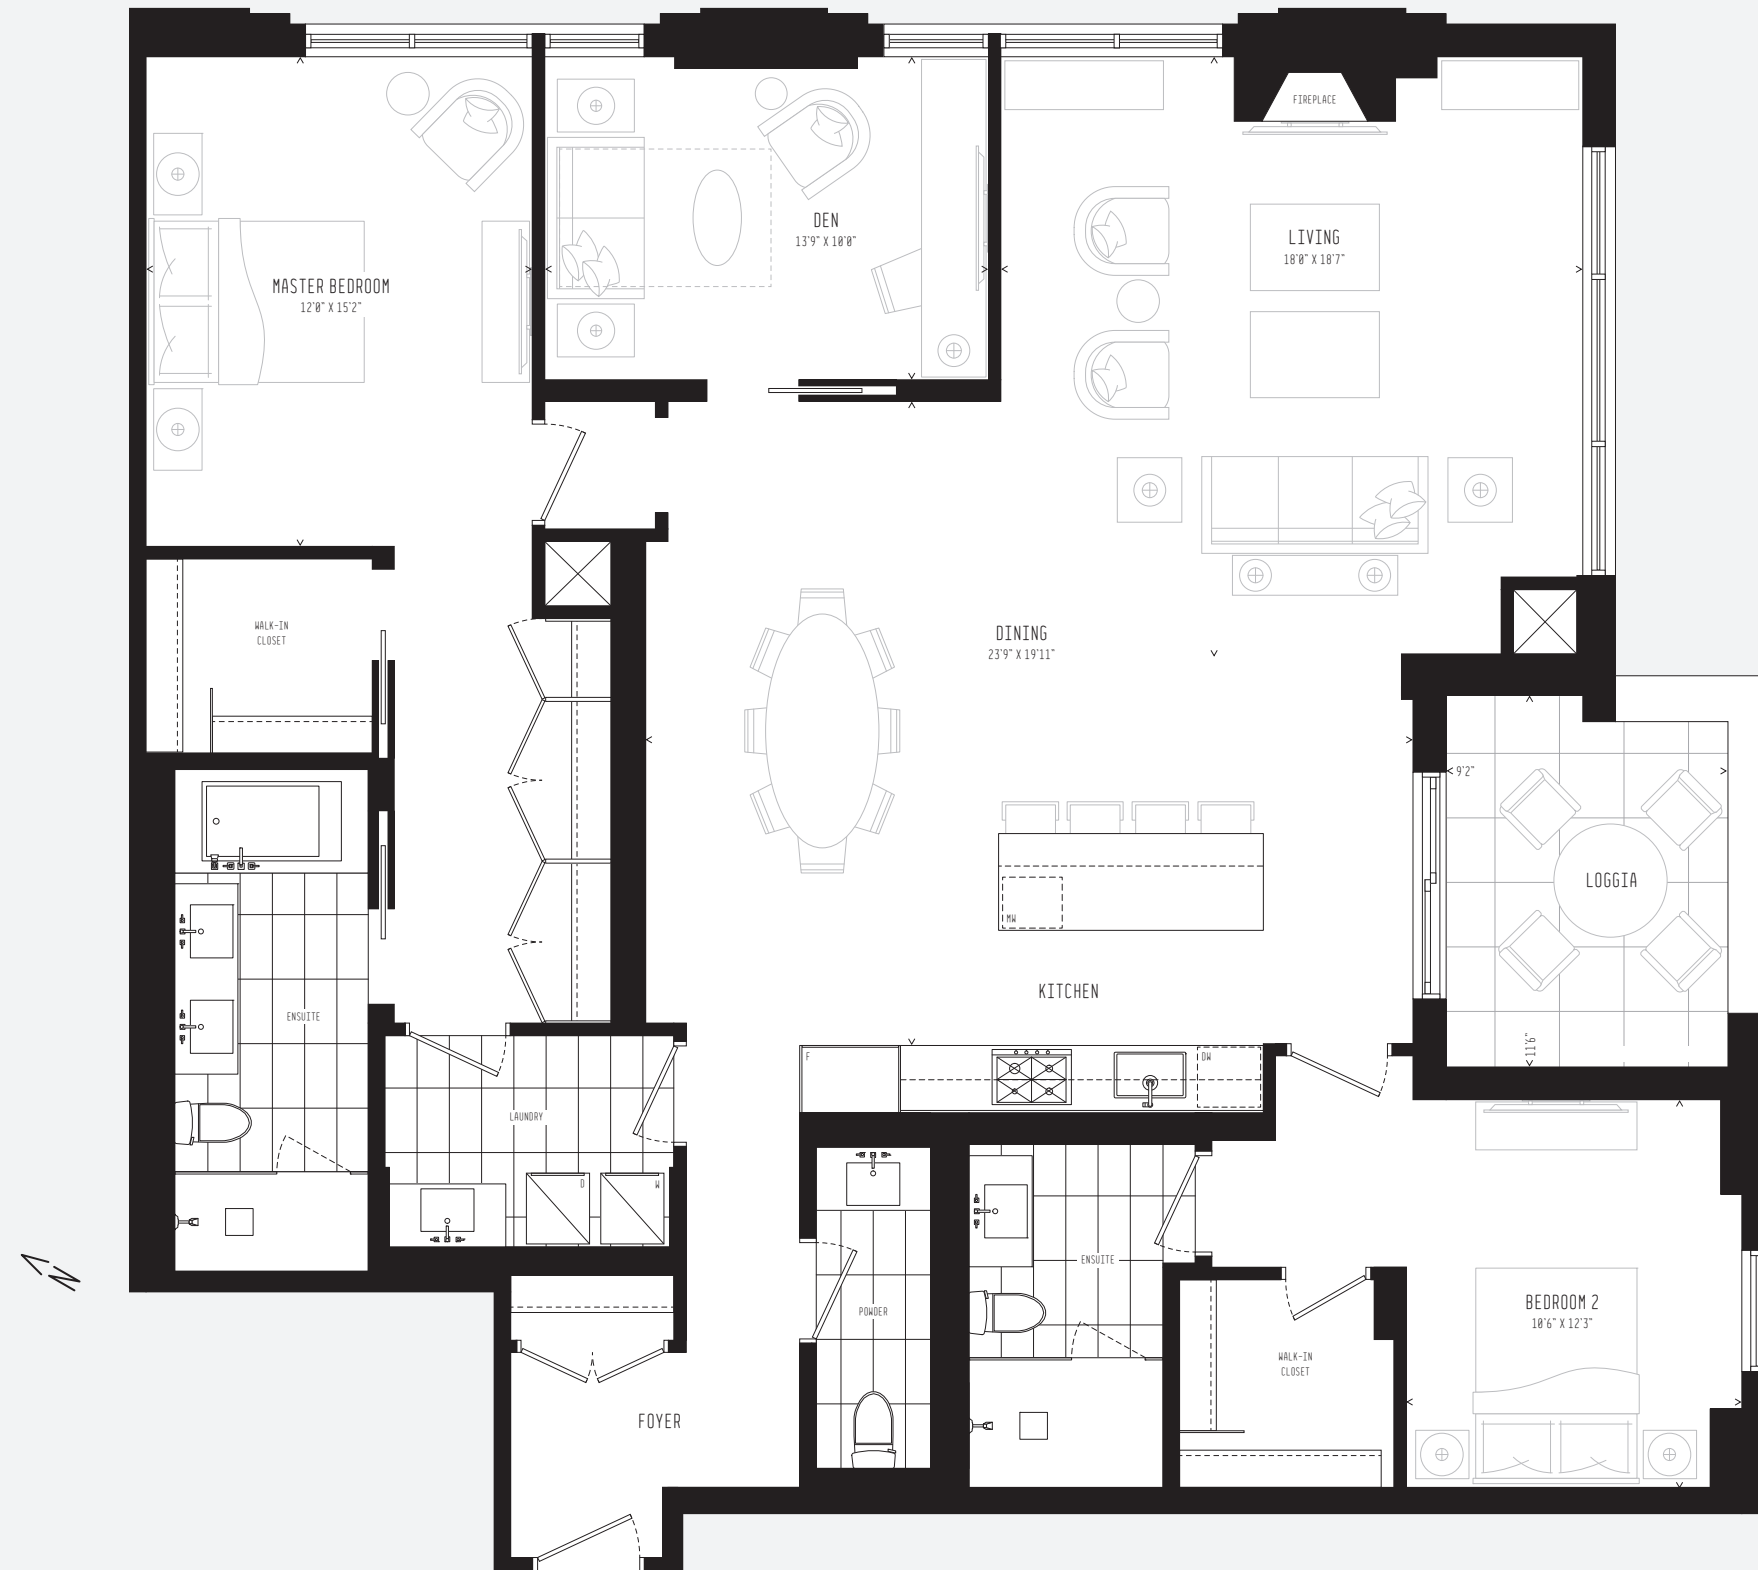 FIREPLACE
DEN
13'9" X 10'0"
LIVING
18'0" X 18'7"
MASTER BEDROOM
12'0" X 15'2"
WALK-IN
CLOSET
DINING
23'9" X 19'11"
9'2"
LOGGIA
MW
KITCHEN
ENSUITE
11'6"
F
DW
LAUNDRY
D
W
ENSUITE
POWDER
BEDROOM 2
10'6" X 12'3"
WALK-IN
CLOSET
FOYER
N